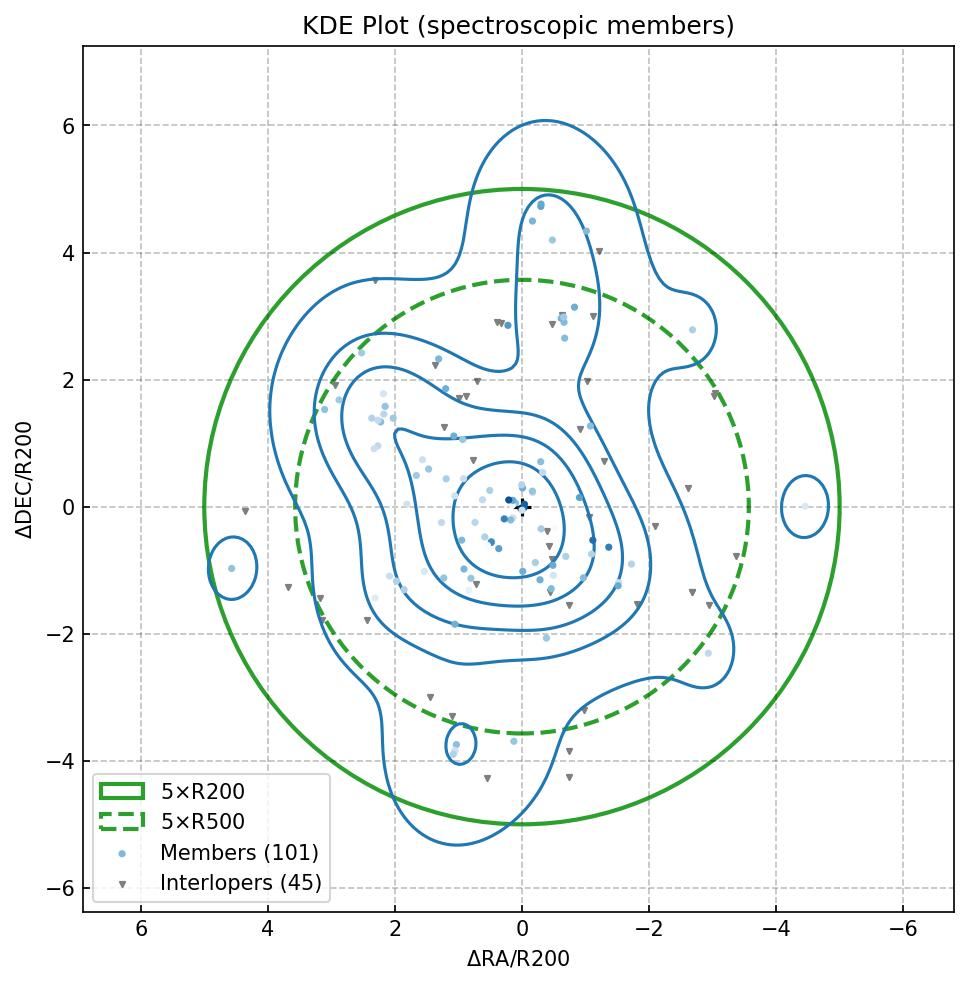 KDE Plot (spectroscopic members)
ΔDEC/R200
6
4
2
0
−2
−4
−6
5×R200
5×R500
Members (101)
Interlopers (45)
6 4 2 0 −2 −4 −6
ΔRA/R200